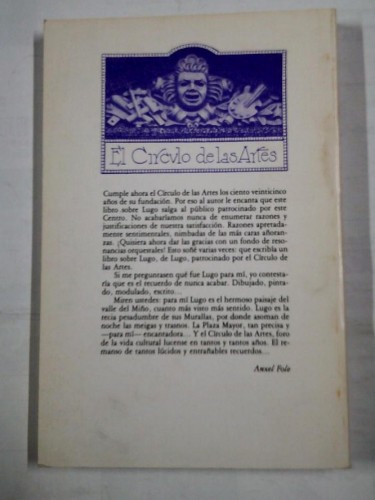 El Circulo de las Artes
Cumple ahora el Círculo de las Artes los ciento veinticinco
años de su fundación. Por eso al autor le encanta que este
libro sobre Lugo salga al público patrocinado por este
Centro. No acabaríamos nunca de enumerar razones y
justificaciones de nuestra satisfacción. Razones apertada-
mente sentimentales, nimbadas de las más caras añoran-
zas. ¡Quisiera ahora dar las gracias con un fondo de reso-
nancias orquestales! Esto soñé varias veces: que escribía un
libro sobre Lugo, de Lugo, patrocinado por el Círculo de
las Artes.
Si me preguntasen qué fue Lugo para mí, yo contesta-
ría que es el recuerdo de nunca acabar. Dibujado, pinta-
do, modulado, escrito...
Miren ustedes: para mí Lugo es el hermoso paisaje del
valle del Miño, cuanto más visto más sentido. Lugo es la
recia pesadumbre de sus Murallas, por donde asoman de
noche las meigas y trasnos. La Plaza Mayor, tan precisa y
—para mí— encantadora... Y el Círculo de las Artes, foro
de la vida cultural lucense en tantos y tantos años. El re-
manso de tantos lúcidos y entrañables recuerdos...
Anxel Fole